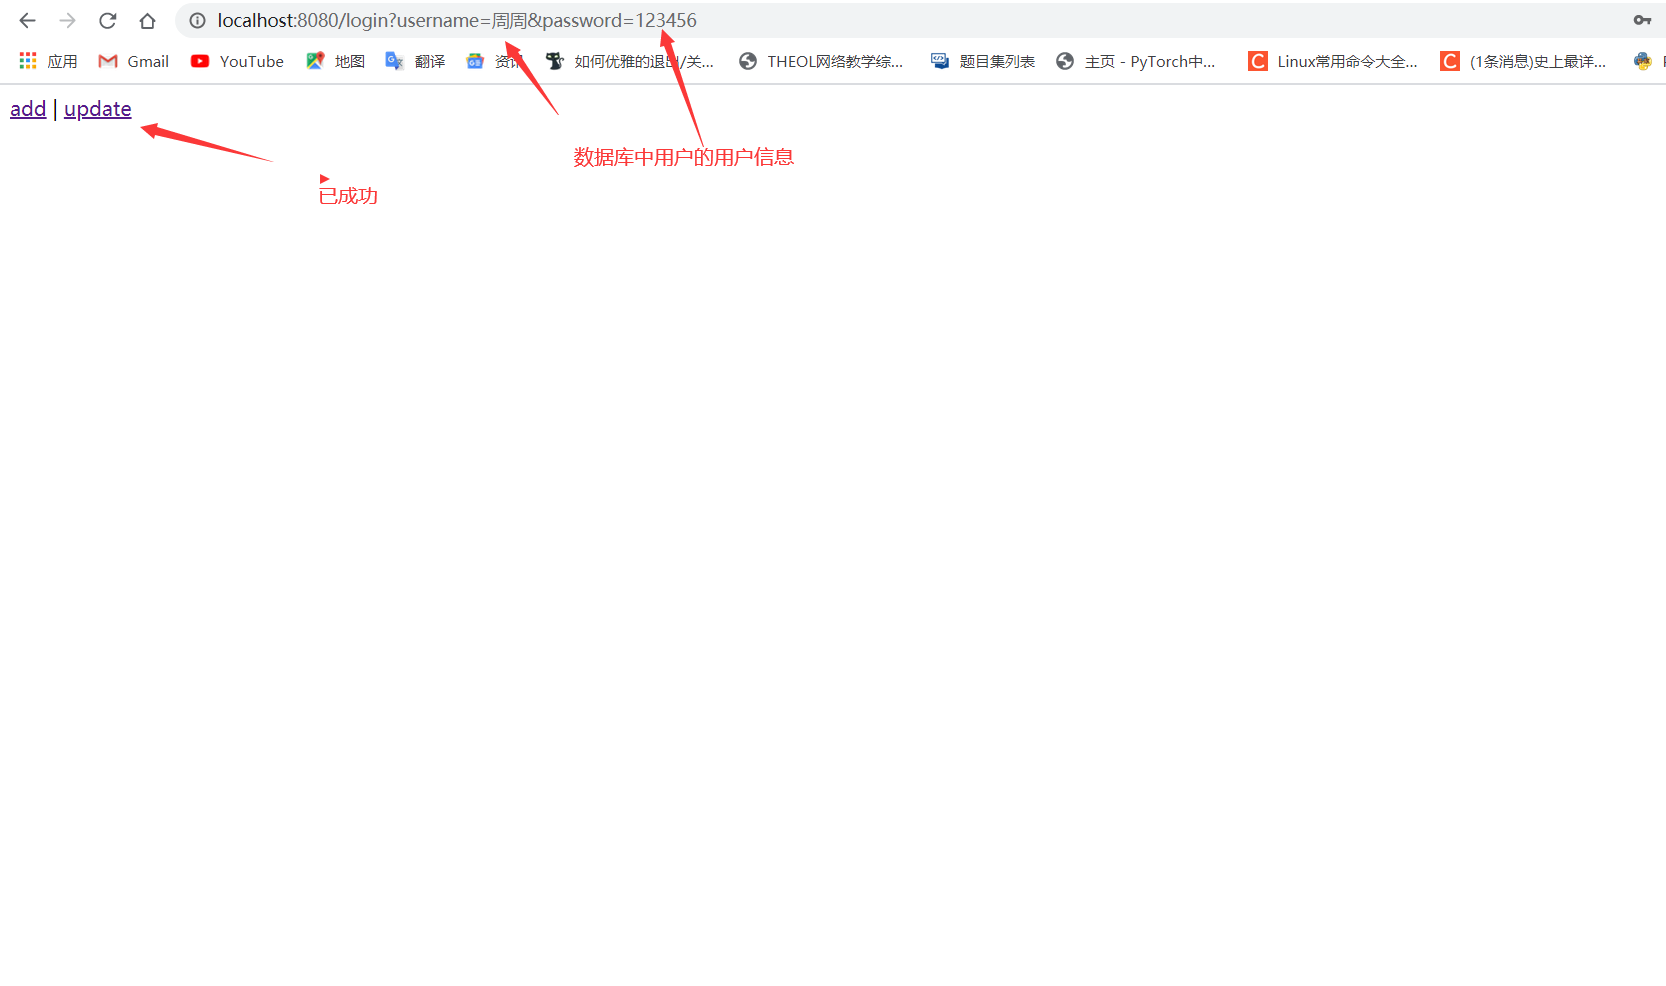 localhost:8080/login?username=周周&password=123456
应用 Gmail YouTube 地图 翻译 资讯 如何优雅的退出/关... THEOL网络教学综... 题目集列表 主页 - PyTorch中... Linux常用命令大全... (1条消息)史上最详...
add | update
数据库中用户的用户信息
已成功